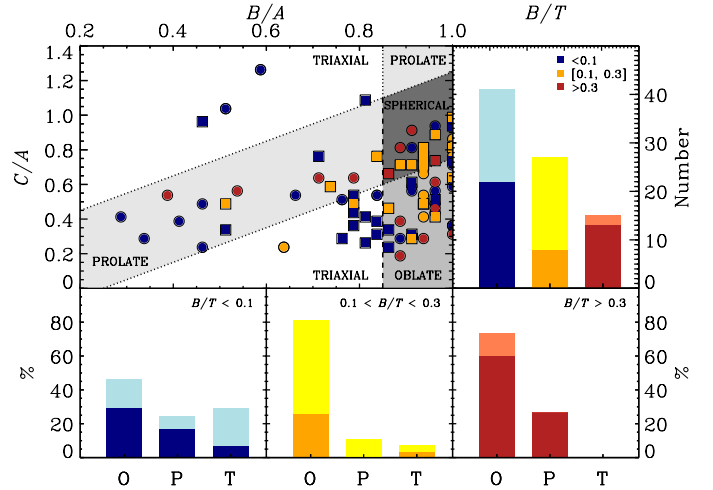 B/A
B/T
0.2 0.4 0.6 0.8 1.0
1.4
1.2
1.0
0.8
0.6
0.4
0.2
0
C/A
TRIAXIAL
PROLATE
SPHERICAL
PROLATE
TRIAXIAL
OBLATE
<0.1
[0.1, 0.3]
>0.3
40
30
20
10
0
Number
B/T < 0.1
0.1 < B/T < 0.3
B/T > 0.3
80
60
40
20
0
%
80
60
40
20
0
%
O P T O P T O P T